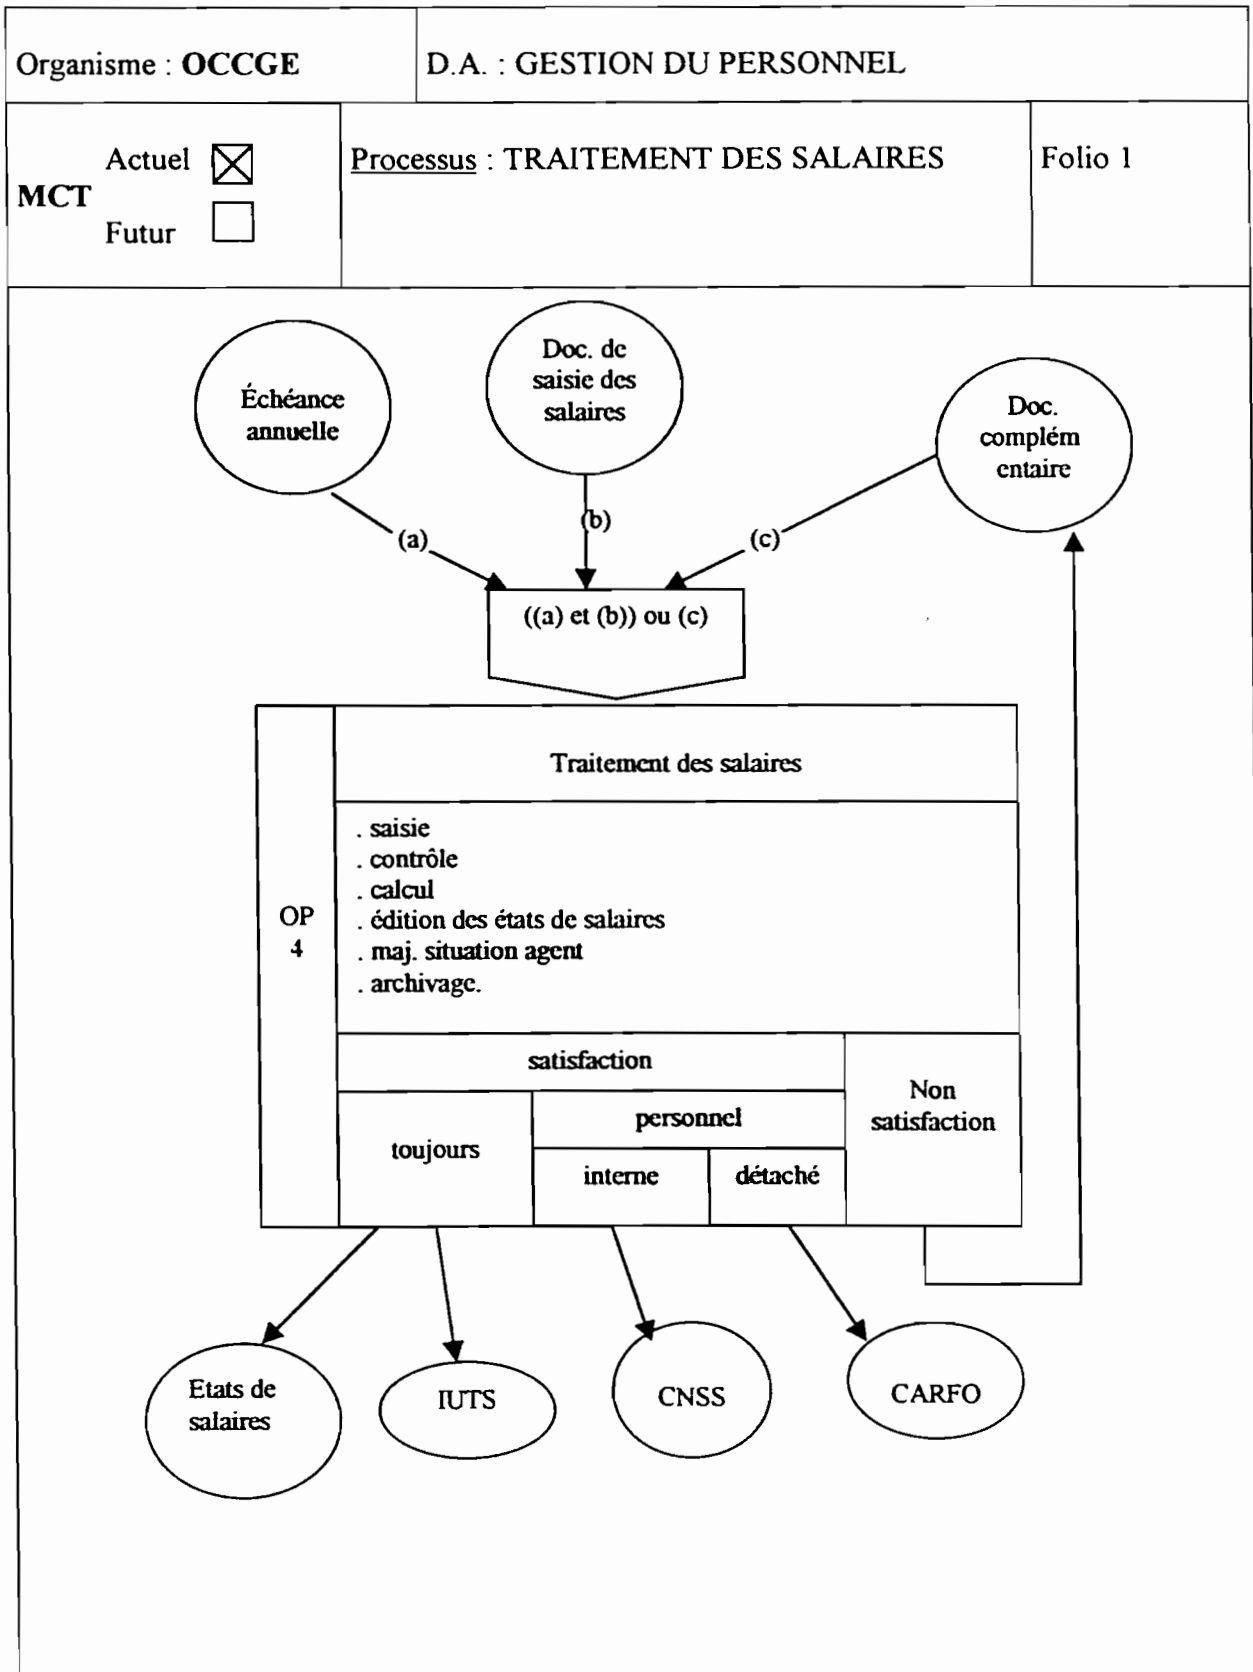 Organisme : OCCGE
D.A. : GESTION DU PERSONNEL
MCT
Actuel
Futur
Processus : TRAITEMENT DES SALAIRES
Folio 1
Échéance
annuelle
Doc. de
saisie des
salaires
Doc.
complém
entaire
(a)
(b)
(c)
((a) et (b)) ou (c)
Traitement des salaires
OP
4
. saisie
. contrôle
. calcul
. édition des états de salaires
. maj. situation agent
. archivage.
satisfaction
Non
satisfaction
toujours
personnel
interne
détaché
Etats de
salaires
IUTS
CNSS
CARFO